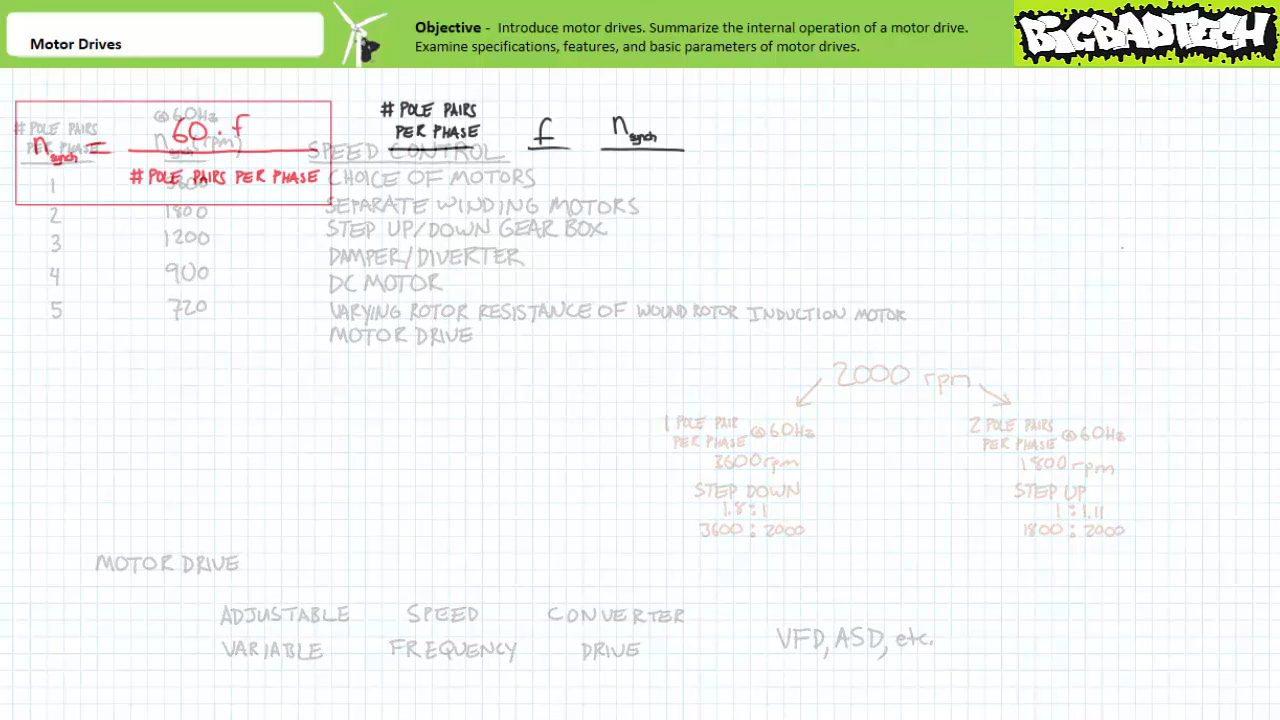 Motor Drives
Objective - Introduce motor drives. Summarize the internal operation of a motor drive.
Examine specifications, features, and basic parameters of motor drives.
BIGBADTECH
n synch = 60 · f
# POLE PAIRS PER PHASE
# POLE PAIRS
PER PHASE
f
n synch
# POLE PAIRS
PER PHASE
@60Hz
n synch (rpm)
1 3600
2 1800
3 1200
4 900
5 720
SPEED CONTROL
CHOICE OF MOTORS
SEPARATE WINDING MOTORS
STEP UP/DOWN GEAR BOX
DAMPER/DIVERTER
DC MOTOR
VARYING ROTOR RESISTANCE OF WOUND ROTOR INDUCTION MOTOR
MOTOR DRIVE
2000 rpm
1 POLE PAIR
PER PHASE @60Hz
3600rpm
STEP DOWN
1.8:1
3600 : 2000
2 POLE PAIRS
PER PHASE @60Hz
1800 rpm
STEP UP
1 : 1.11
1800 : 2000
MOTOR DRIVE
ADJUSTABLE SPEED CONVERTER
VARIABLE FREQUENCY DRIVE
VFD, ASD, etc.